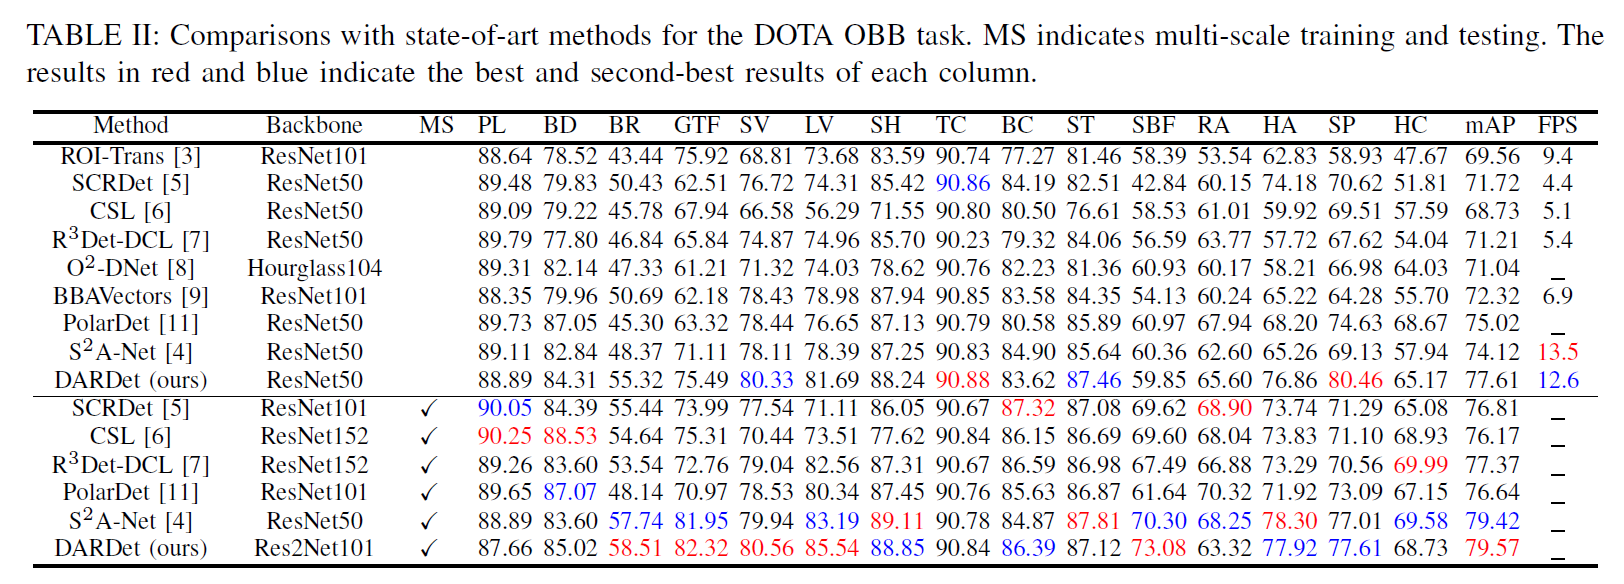 TABLE II: Comparisons with state-of-art methods for the DOTA OBB task. MS indicates multi-scale training and testing. The
results in red and blue indicate the best and second-best results of each column.
Method Backbone MS PL BD BR GTF SV LV SH TC BC ST SBF RA HA SP HC mAP FPS
ROI-Trans [3] ResNet101 88.64 78.52 43.44 75.92 68.81 73.68 83.59 90.74 77.27 81.46 58.39 53.54 62.83 58.93 47.67 69.56 9.4
SCRDet [5] ResNet50 89.48 79.83 50.43 62.51 76.72 74.31 85.42 90.86 84.19 82.51 42.84 60.15 74.18 70.62 51.81 71.72 4.4
CSL [6] ResNet50 89.09 79.22 45.78 67.94 66.58 56.29 71.55 90.80 80.50 76.61 58.53 61.01 59.92 69.51 57.59 68.73 5.1
R³Det-DCL [7] ResNet50 89.79 77.80 46.84 65.84 74.87 74.96 85.70 90.23 79.32 84.06 56.59 63.77 57.72 67.62 54.04 71.21 5.4
O²-DNet [8] Hourglass104 89.31 82.14 47.33 61.21 71.32 74.03 78.62 90.76 82.23 81.36 60.93 60.17 58.21 66.98 64.03 71.04 _
BBAVectors [9] ResNet101 88.35 79.96 50.69 62.18 78.43 78.98 87.94 90.85 83.58 84.35 54.13 60.24 65.22 64.28 55.70 72.32 6.9
PolarDet [11] ResNet50 89.73 87.05 45.30 63.32 78.44 76.65 87.13 90.79 80.58 85.89 60.97 67.94 68.20 74.63 68.67 75.02 _
S²A-Net [4] ResNet50 89.11 82.84 48.37 71.11 78.11 78.39 87.25 90.83 84.90 85.64 60.36 62.60 65.26 69.13 57.94 74.12 13.5
DARDet (ours) ResNet50 88.89 84.31 55.32 75.49 80.33 81.69 88.24 90.88 83.62 87.46 59.85 65.60 76.86 80.46 65.17 77.61 12.6
SCRDet [5] ResNet101 ✓ 90.05 84.39 55.44 73.99 77.54 71.11 86.05 90.67 87.32 87.08 69.62 68.90 73.74 71.29 65.08 76.81 _
CSL [6] ResNet152 ✓ 90.25 88.53 54.64 75.31 70.44 73.51 77.62 90.84 86.15 86.69 69.60 68.04 73.83 71.10 68.93 76.17 _
R³Det-DCL [7] ResNet152 ✓ 89.26 83.60 53.54 72.76 79.04 82.56 87.31 90.67 86.59 86.98 67.49 66.88 73.29 70.56 69.99 77.37 _
PolarDet [11] ResNet101 ✓ 89.65 87.07 48.14 70.97 78.53 80.34 87.45 90.76 85.63 86.87 61.64 70.32 71.92 73.09 67.15 76.64 _
S²A-Net [4] ResNet50 ✓ 88.89 83.60 57.74 81.95 79.94 83.19 89.11 90.78 84.87 87.81 70.30 68.25 78.30 77.01 69.58 79.42 _
DARDet (ours) Res2Net101 ✓ 87.66 85.02 58.51 82.32 80.56 85.54 88.85 90.84 86.39 87.12 73.08 63.32 77.92 77.61 68.73 79.57 _